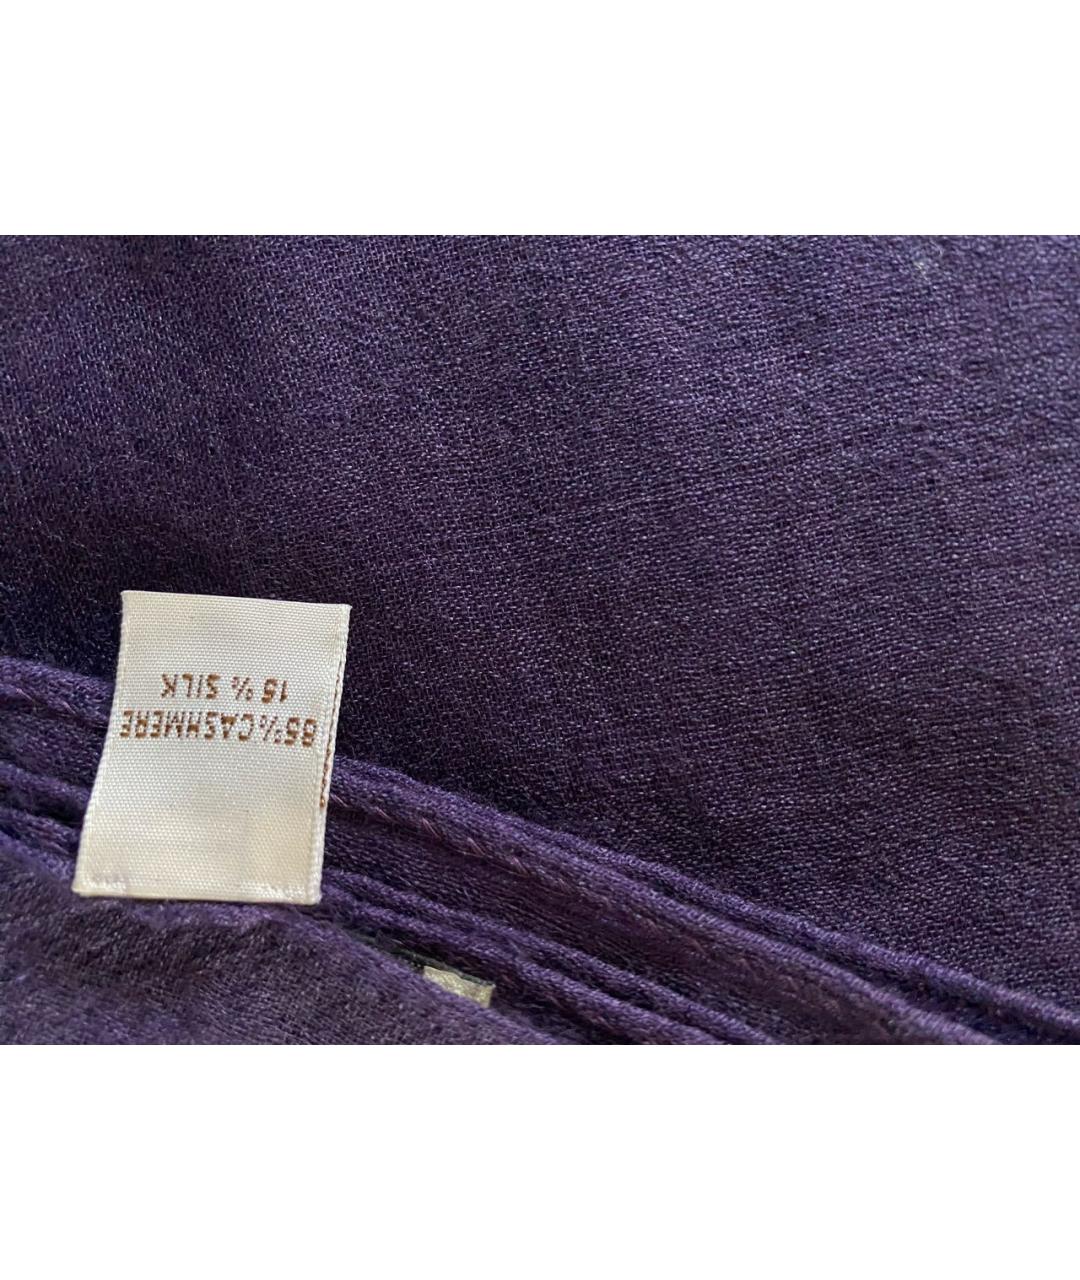 85% CASHMERE
15 % SILK